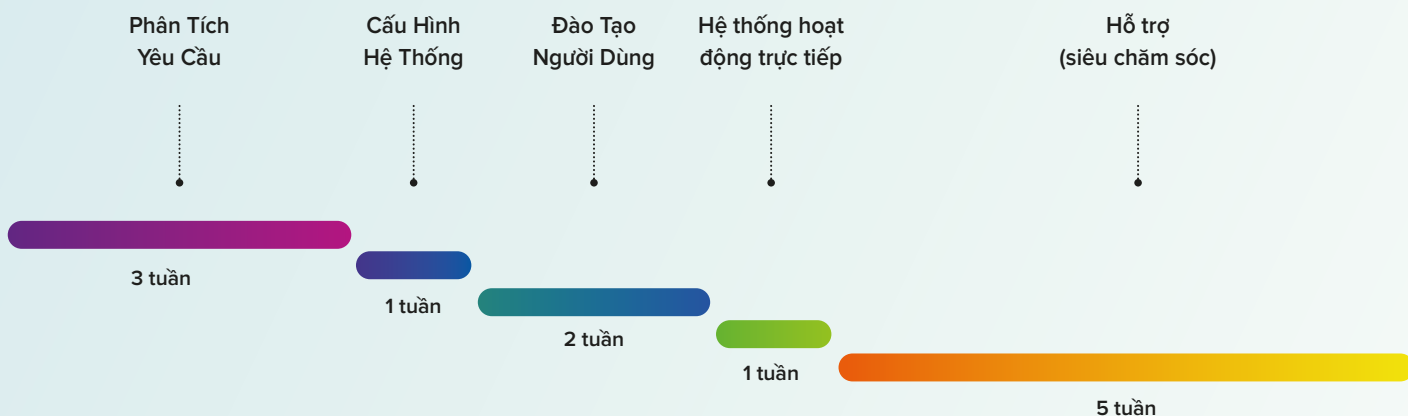 Phân Tích
Yêu Cầu
Cấu Hình
Hệ Thống
Đào Tạo
Người Dùng
Hệ thống hoạt
động trực tiếp
Hỗ trợ
(siêu chăm sóc)
3 tuần
1 tuần
2 tuần
1 tuần
5 tuần